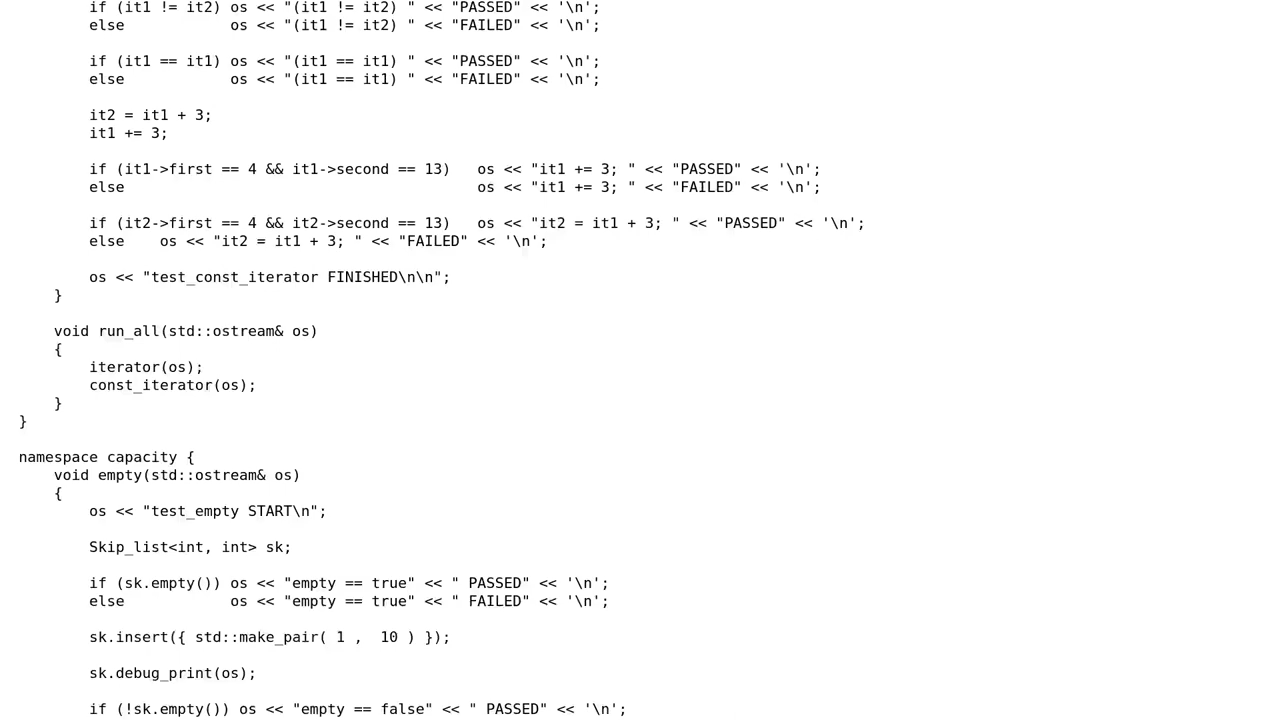 if (it1 != it2) os << "(it1 != it2) " << "PASSED" << '\n';
else            os << "(it1 != it2) " << "FAILED" << '\n';
if (it1 == it1) os << "(it1 == it1) " << "PASSED" << '\n';
else            os << "(it1 == it1) " << "FAILED" << '\n';
it2 = it1 + 3;
it1 += 3;
if (it1->first == 4 && it1->second == 13)   os << "it1 += 3; " << "PASSED" << '\n';
else                                        os << "it1 += 3; " << "FAILED" << '\n';
if (it2->first == 4 && it2->second == 13)   os << "it2 = it1 + 3; " << "PASSED" << '\n';
else    os << "it2 = it1 + 3; " << "FAILED" << '\n';
os << "test_const_iterator FINISHED\n\n";
}
void run_all(std::ostream& os)
{
iterator(os);
const_iterator(os);
}
}
namespace capacity {
void empty(std::ostream& os)
{
os << "test_empty START\n";
Skip_list<int, int> sk;
if (sk.empty()) os << "empty == true" << " PASSED" << '\n';
else            os << "empty == true" << " FAILED" << '\n';
sk.insert({ std::make_pair( 1 ,  10 ) });
sk.debug_print(os);
if (!sk.empty()) os << "empty == false" << " PASSED" << '\n';